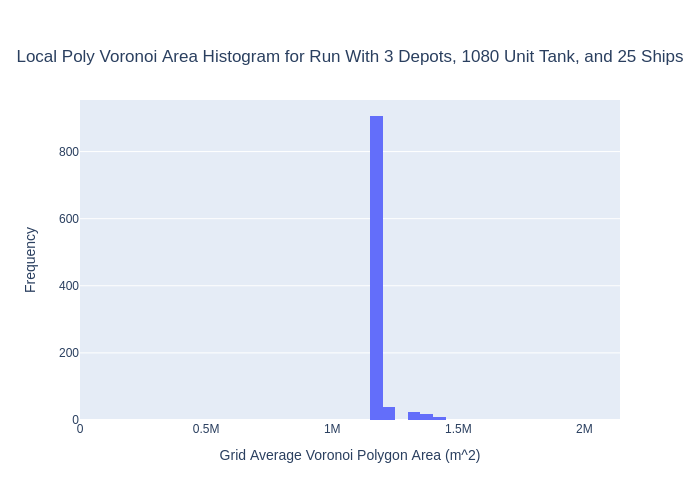 Local Poly Voronoi Area Histogram for Run With 3 Depots, 1080 Unit Tank, and 25 Ships
800
600
400
200
0
0 0.5M 1M 1.5M 2M
Frequency
Grid Average Voronoi Polygon Area (m^2)